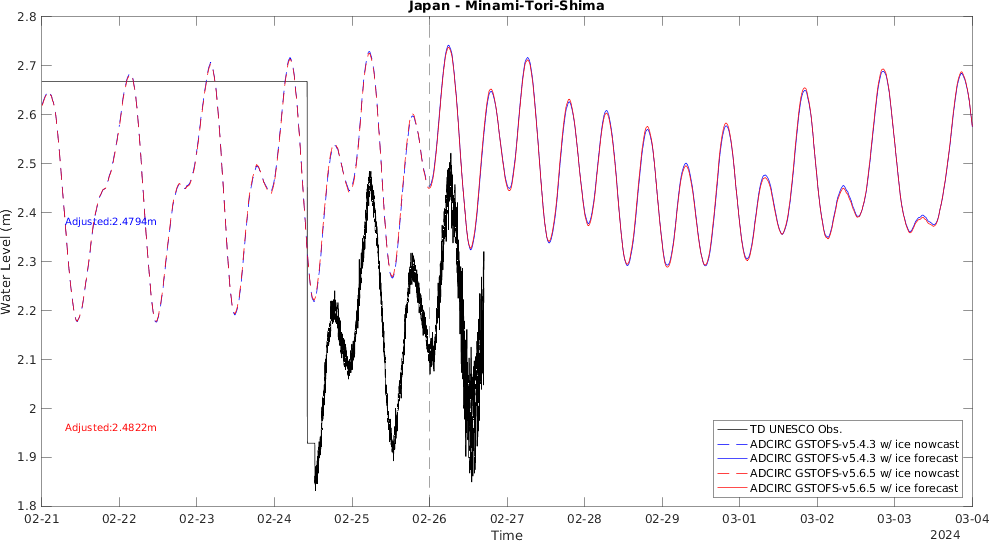 Japan - Minami-Tori-Shima
2.8
2.7
2.6
2.5
2.4
2.3
2.2
2.1
2
1.9
1.8
Water Level (m)
Adjusted:2.4794m
Adjusted:2.4822m
TD UNESCO Obs.
ADCIRC GSTOFS-v5.4.3 w/ ice nowcast
ADCIRC GSTOFS-v5.4.3 w/ ice forecast
ADCIRC GSTOFS-v5.6.5 w/ ice nowcast
ADCIRC GSTOFS-v5.6.5 w/ ice forecast
02-21 02-22 02-23 02-24 02-25 02-26 02-27 02-28 02-29 03-01 03-02 03-03 03-04
Time
2024